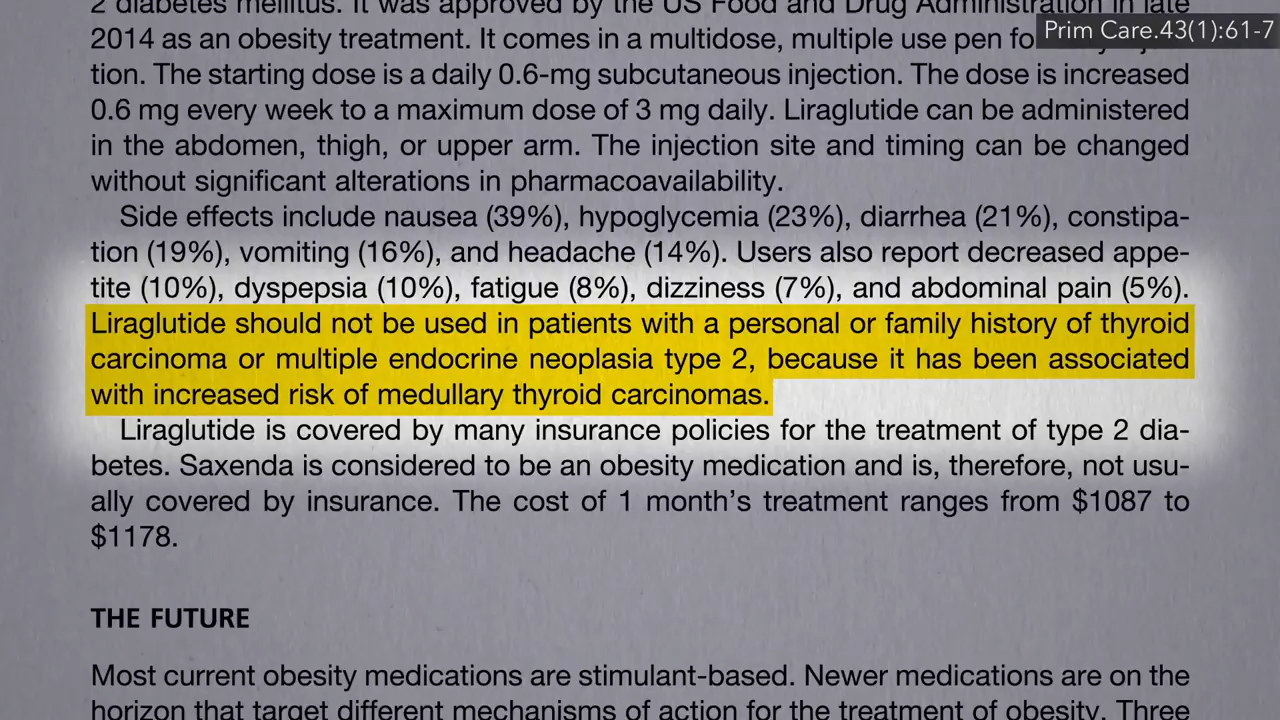 2 diabetes mellitus. It was approved by the US Food and Drug Administration in late
Prim Care.43(1):61-7
2014 as an obesity treatment. It comes in a multidose, multiple use pen
tion. The starting dose is a daily 0.6-mg subcutaneous injection. The dose is increased
0.6 mg every week to a maximum dose of 3 mg daily. Liraglutide can be administered
in the abdomen, thigh, or upper arm. The injection site and timing can be changed
without significant alterations in pharmacoavailability.
Side effects include nausea (39%), hypoglycemia (23%), diarrhea (21%), constipa-
tion (19%), vomiting (16%), and headache (14%). Users also report decreased appe-
tite (10%), dyspepsia (10%), fatigue (8%), dizziness (7%), and abdominal pain (5%).
Liraglutide should not be used in patients with a personal or family history of thyroid
carcinoma or multiple endocrine neoplasia type 2, because it has been associated
with increased risk of medullary thyroid carcinomas.
Liraglutide is covered by many insurance policies for the treatment of type 2 dia-
betes. Saxenda is considered to be an obesity medication and is, therefore, not usu-
ally covered by insurance. The cost of 1 month’s treatment ranges from $1087 to
$1178.
THE FUTURE
Most current obesity medications are stimulant-based. Newer medications are on the
horizon that target different mechanisms of action for the treatment of obesity. Three